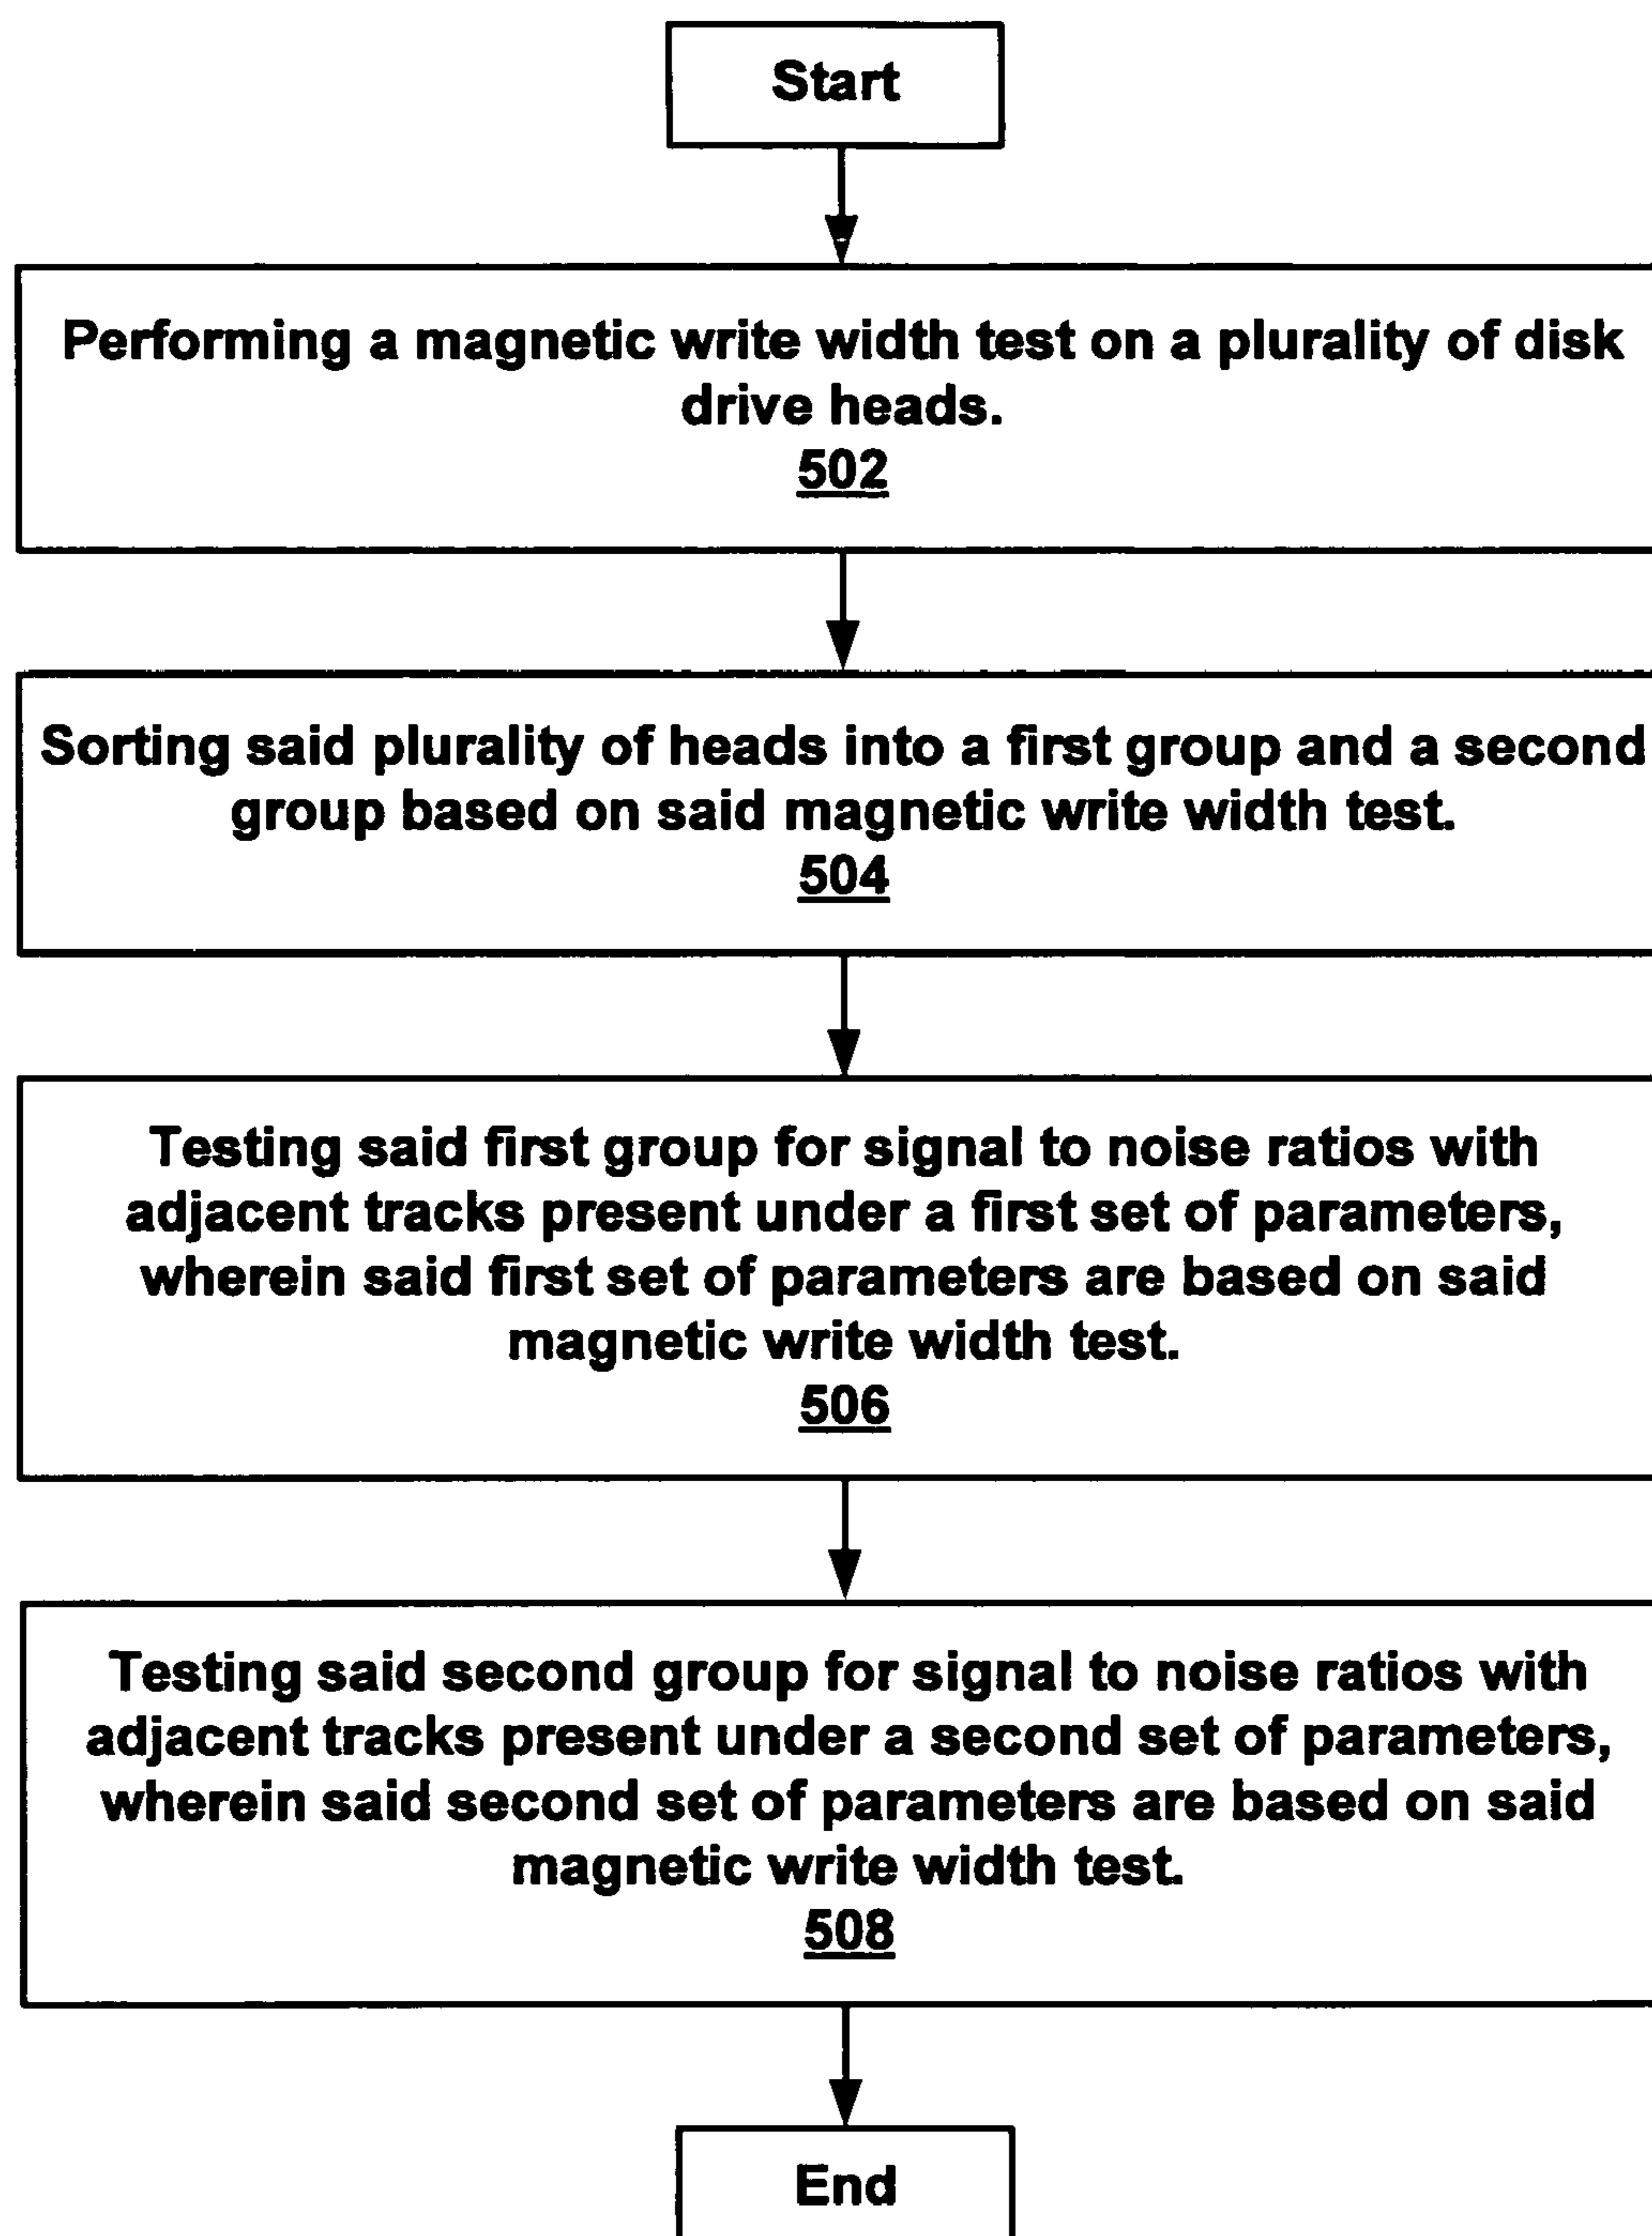 Start
Performing a magnetic write width test on a plurality of disk
drive heads.
502
Sorting said plurality of heads into a first group and a second
group based on said magnetic write width test.
504
Testing said first group for signal to noise ratios with
adjacent tracks present under a first set of parameters,
wherein said first set of parameters are based on said
magnetic write width test.
506
Testing said second group for signal to noise ratios with
adjacent tracks present under a second set of parameters,
wherein said second set of parameters are based on said
magnetic write width test.
508
End